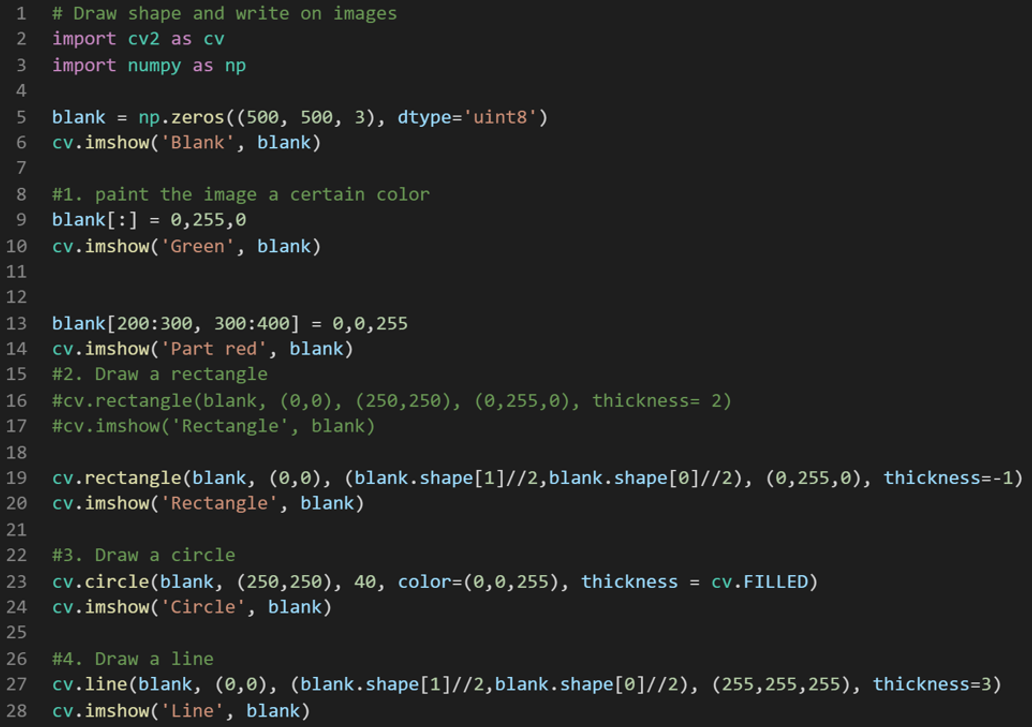 1 # Draw shape and write on images
2 import cv2 as cv
3 import numpy as np
4
5 blank = np.zeros((500, 500, 3), dtype='uint8')
6 cv.imshow('Blank', blank)
7
8 #1. paint the image a certain color
9 blank[:] = 0,255,0
10 cv.imshow('Green', blank)
11
12
13 blank[200:300, 300:400] = 0,0,255
14 cv.imshow('Part red', blank)
15 #2. Draw a rectangle
16 #cv.rectangle(blank, (0,0), (250,250), (0,255,0), thickness= 2)
17 #cv.imshow('Rectangle', blank)
18
19 cv.rectangle(blank, (0,0), (blank.shape[1]//2,blank.shape[0]//2), (0,255,0), thickness=-1)
20 cv.imshow('Rectangle', blank)
21
22 #3. Draw a circle
23 cv.circle(blank, (250,250), 40, color=(0,0,255), thickness = cv.FILLED)
24 cv.imshow('Circle', blank)
25
26 #4. Draw a line
27 cv.line(blank, (0,0), (blank.shape[1]//2,blank.shape[0]//2), (255,255,255), thickness=3)
28 cv.imshow('Line', blank)